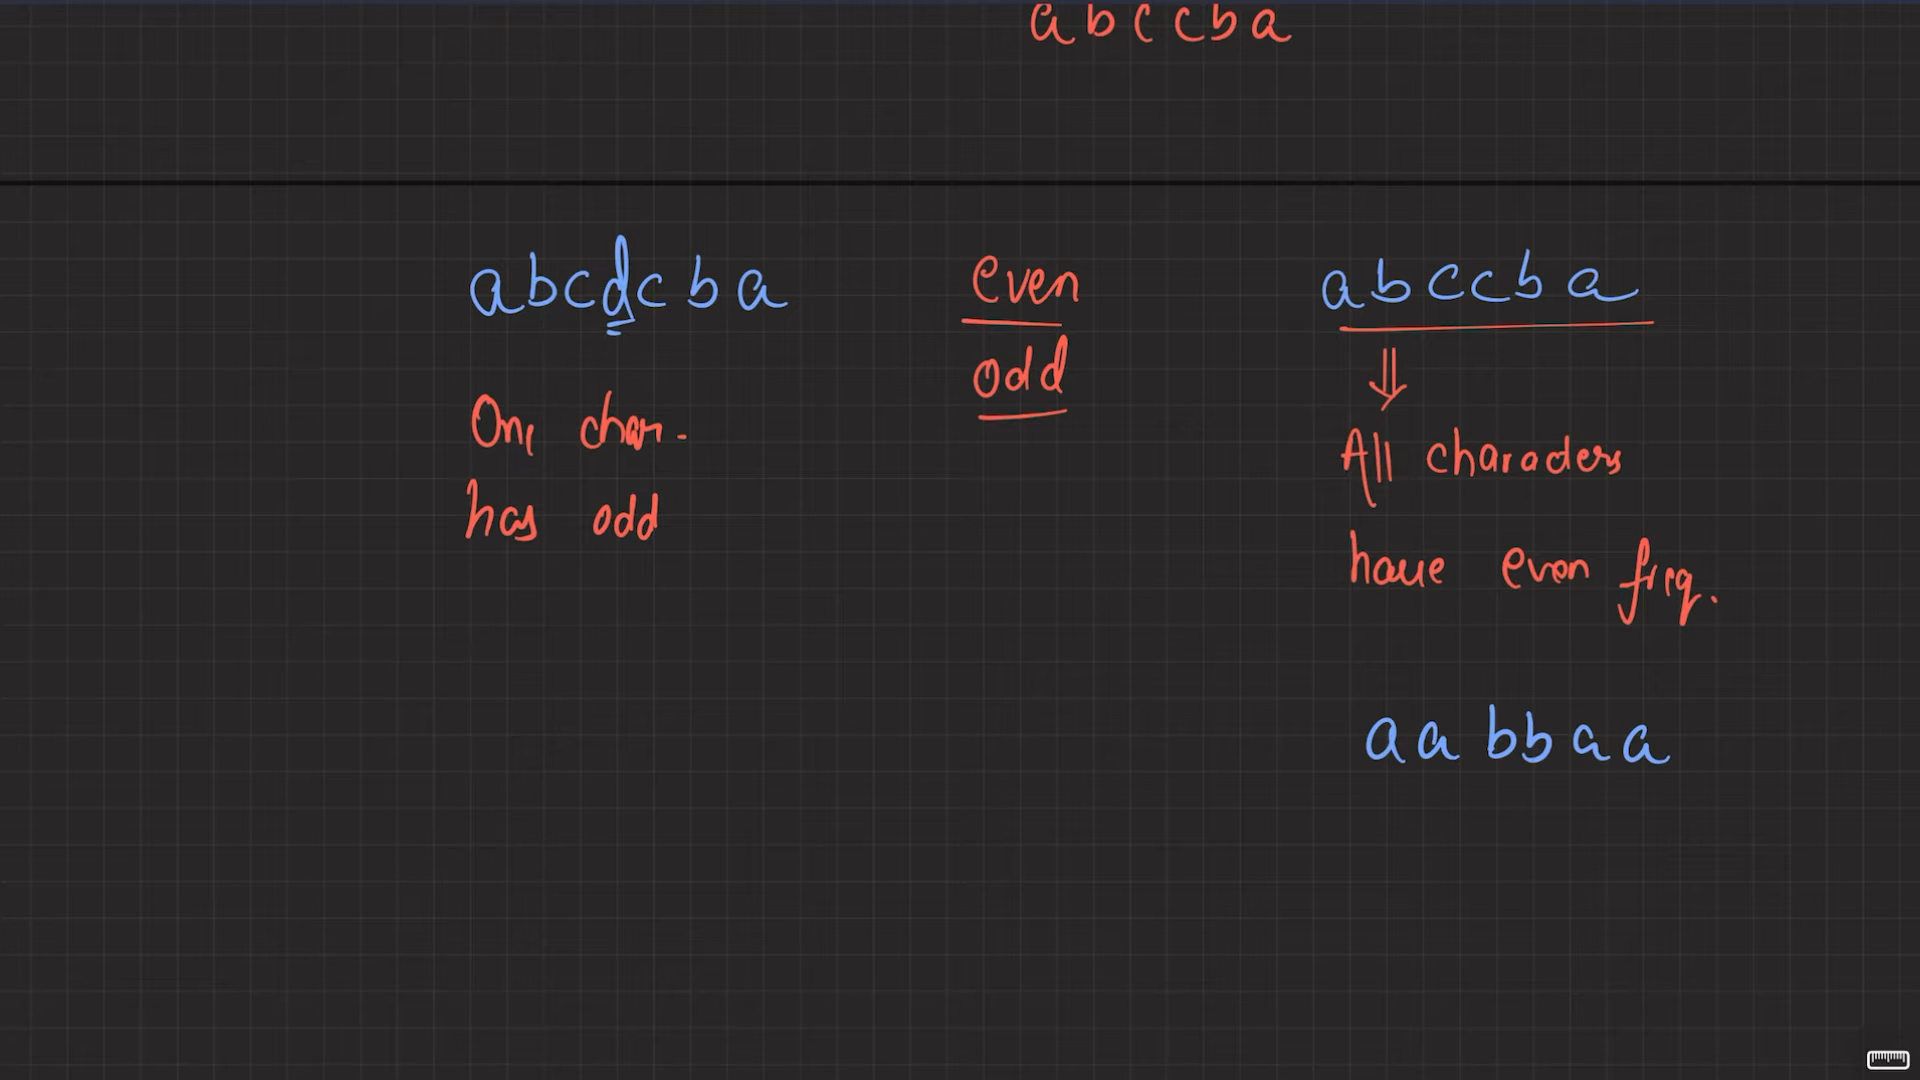 abccba
abcdcba
even
odd
abccba
One char.
has odd
All characters
have even freq.
aabbaa